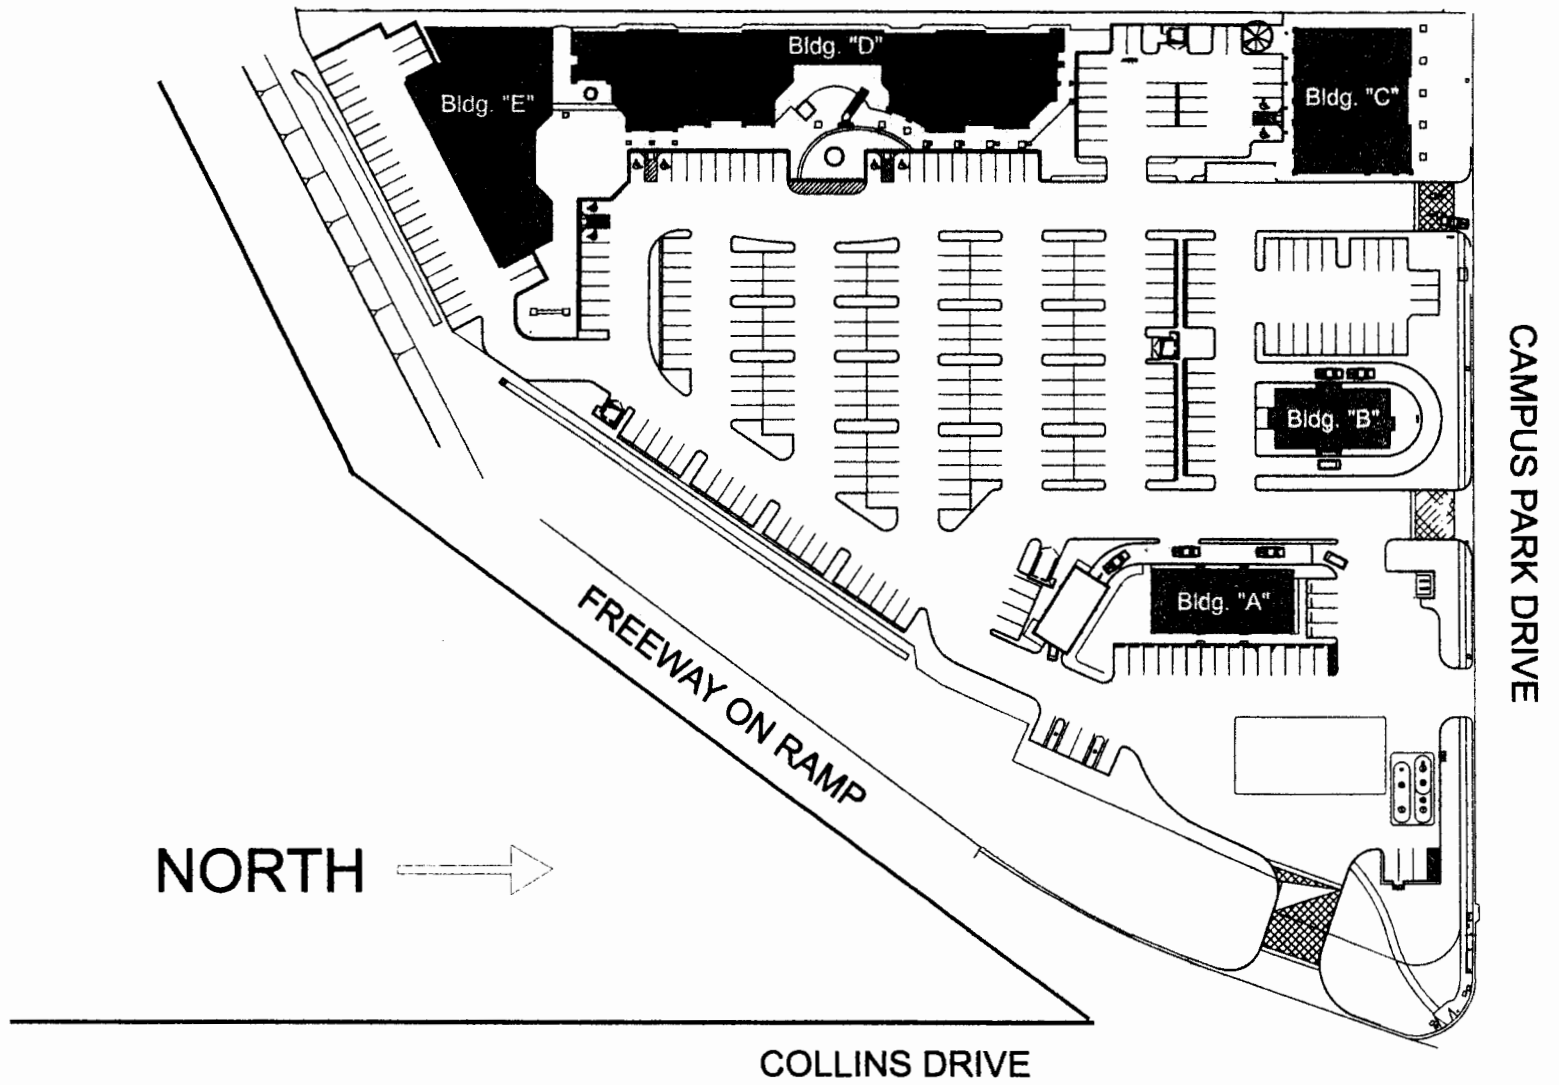 Bldg. "D"
Bldg. "E"
Bldg. "C"
Bldg. "B"
CAMPUS PARK DRIVE
Bldg. "A"
FREEWAY ON RAMP
NORTH
COLLINS DRIVE